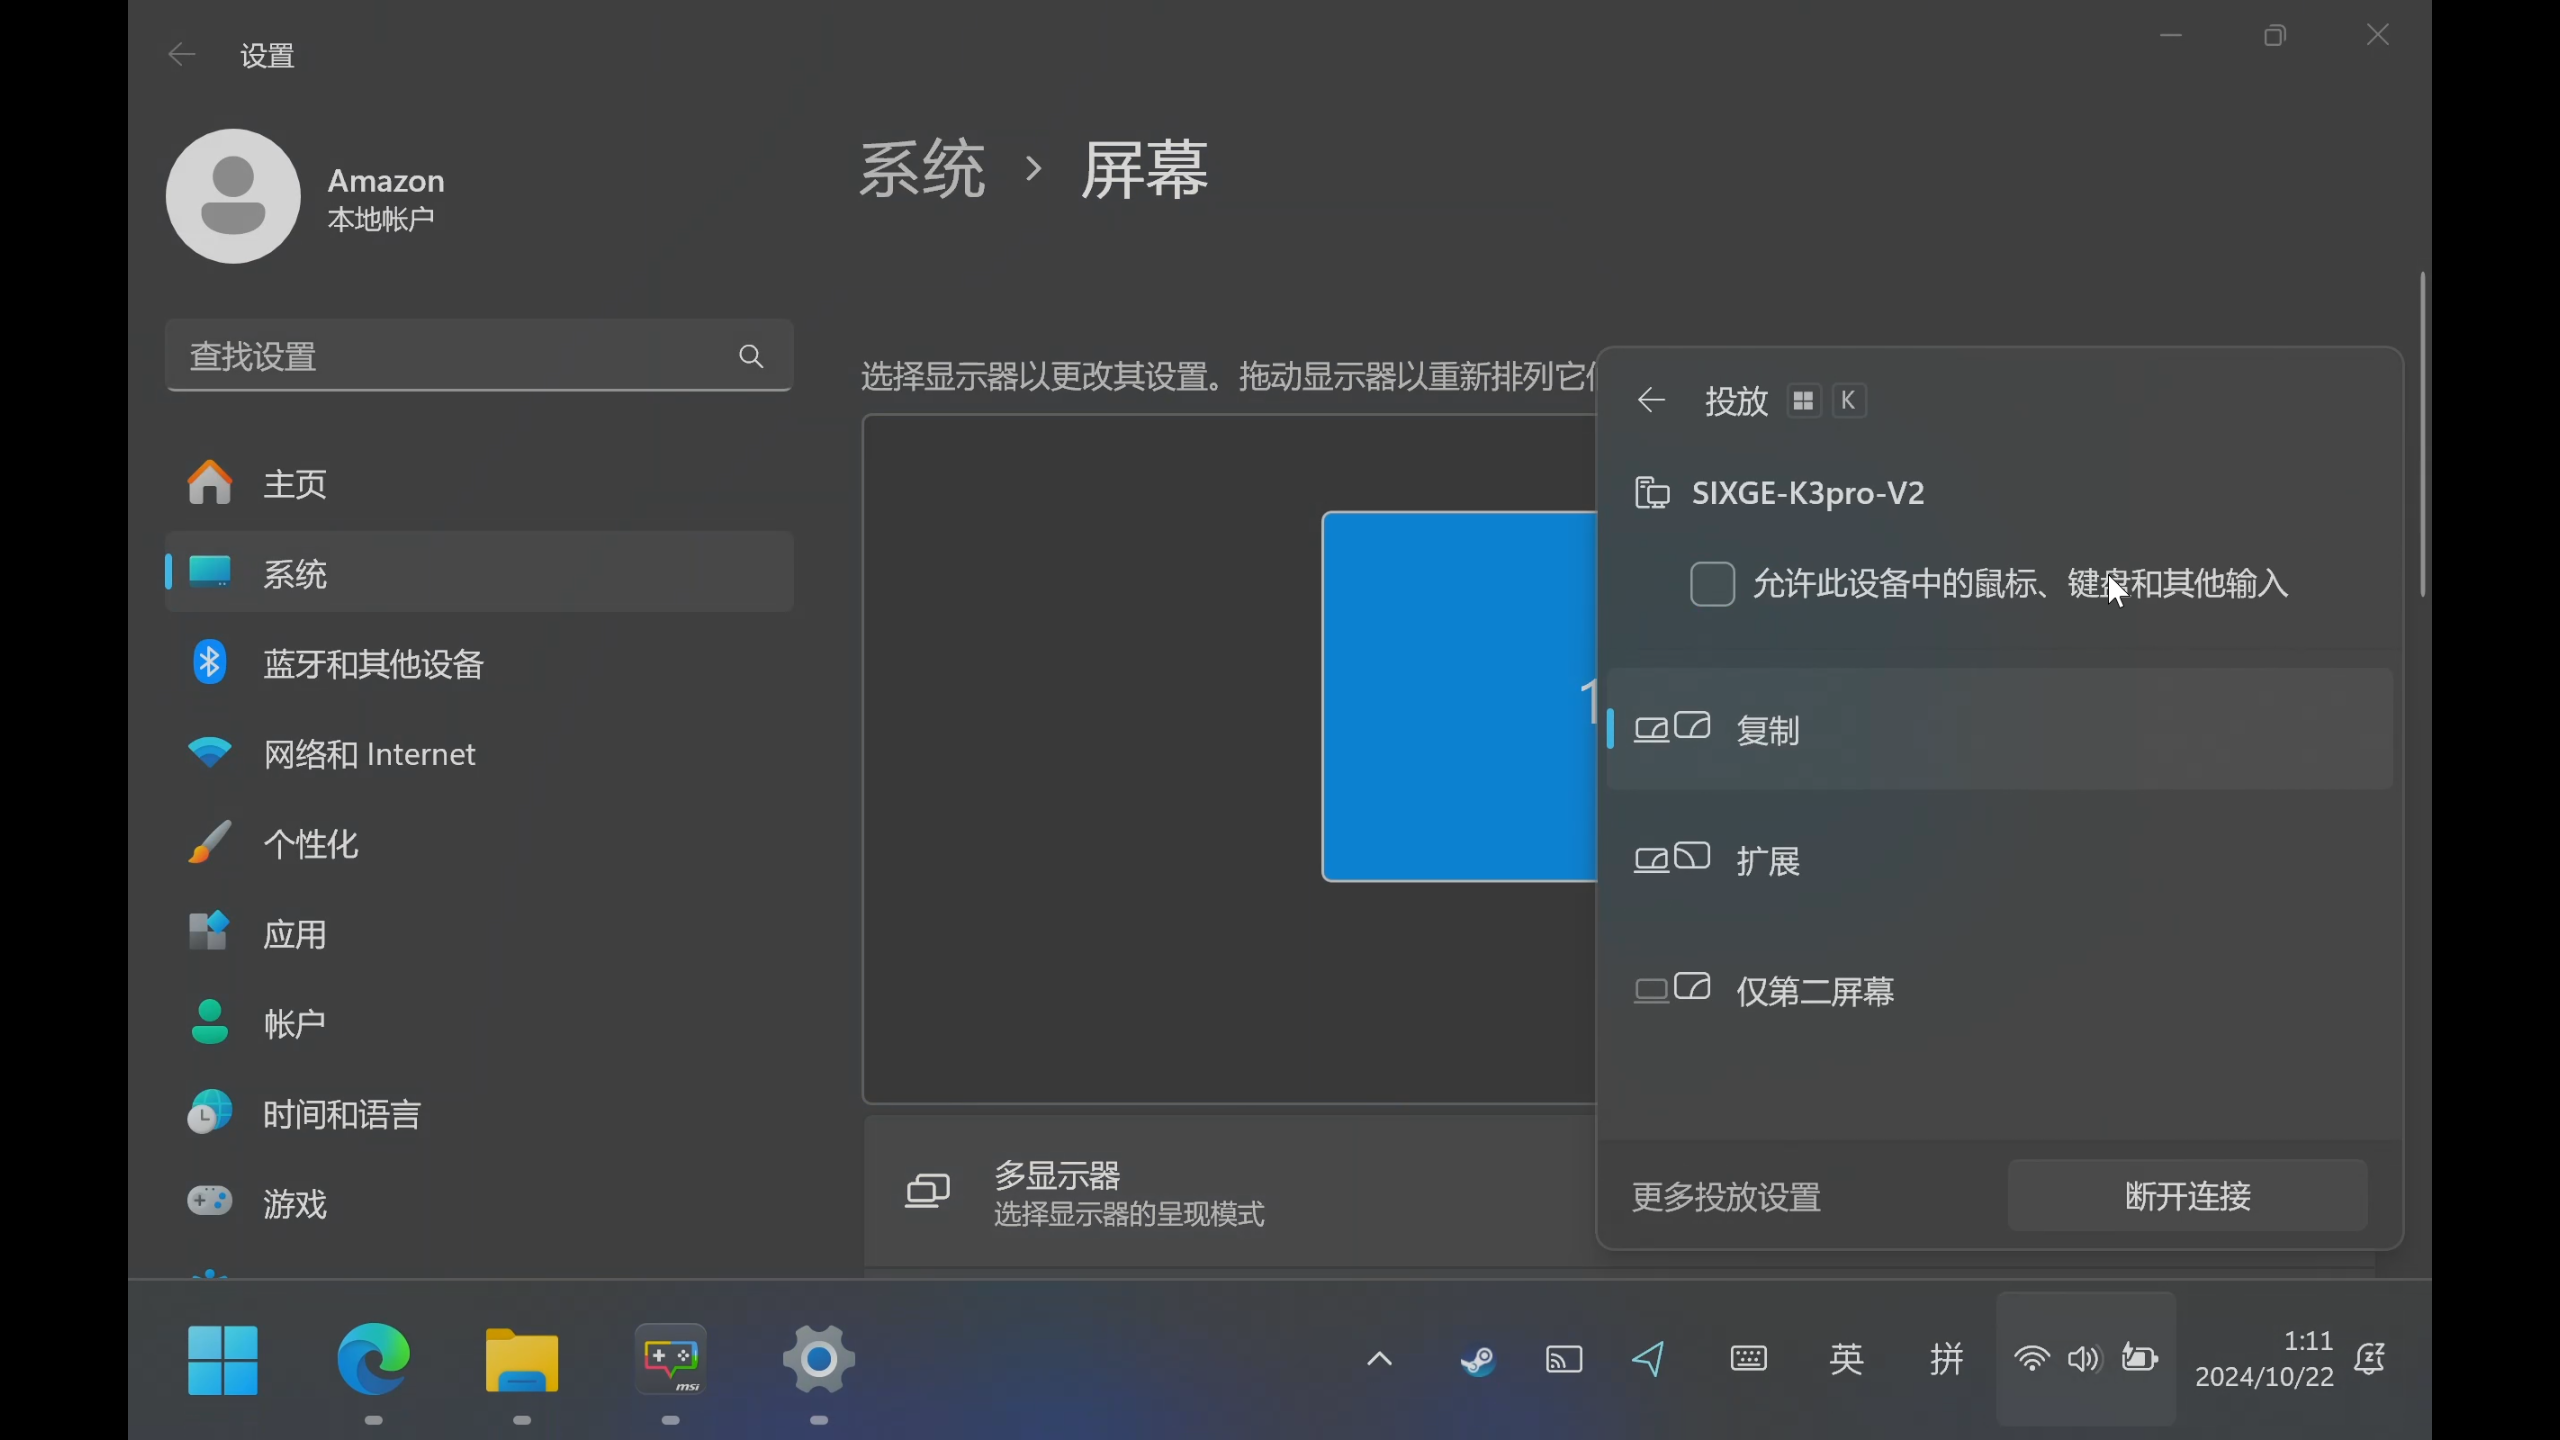 设置
Amazon
本地帐户
查找设置
主页
系统
蓝牙和其他设备
网络和 Internet
个性化
应用
帐户
时间和语言
游戏
系统 › 屏幕
选择显示器以更改其设置。拖动显示器以重新排列它
1
多显示器
选择显示器的呈现模式
投放 K
SIXGE-K3pro-V2
允许此设备中的鼠标、键盘和其他输入
复制
扩展
仅第二屏幕
更多投放设置
断开连接
msi
英
拼
1:11
2024/10/22